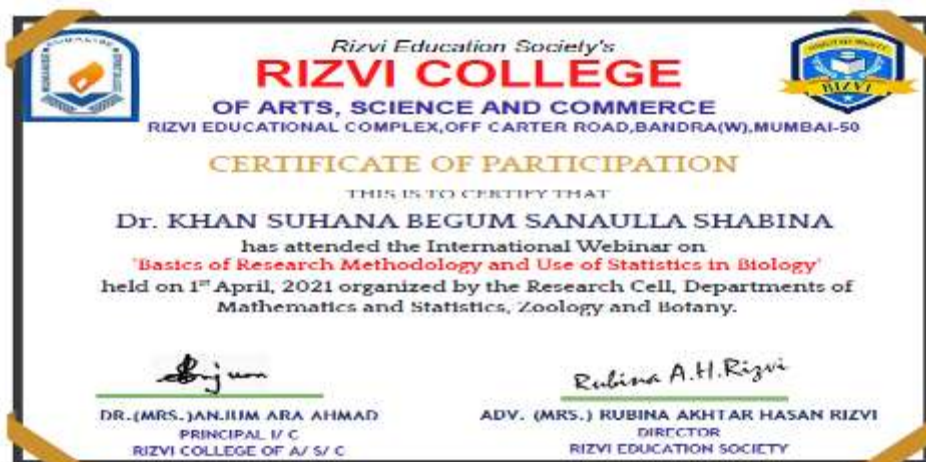 Rizvi Education Society's
RIZVI COLLEGE
OF ARTS, SCIENCE AND COMMERCE
RIZVI EDUCATIONAL COMPLEX,OFF CARTER ROAD,BANDRA(W),MUMBAI-50
RIZVI
CERTIFICATE OF PARTICIPATION
THIS IS TO CERTIFY THAT
Dr. KHAN SUHANA BEGUM SANAULLA SHABINA
has attended the International Webinar on
'Basics of Research Methodology and Use of Statistics in Biology'
held on 1st April, 2021 organized by the Research Cell, Departments of
Mathematics and Statistics, Zoology and Botany.
Rubina A.H.Rizvi
DR.(MRS.)ANJUM ARA AHMAD
PRINCIPAL I/ C
RIZVI COLLEGE OF A/ S/ C
ADV. (MRS.) RUBINA AKHTAR HASAN RIZVI
DIRECTOR
RIZVI EDUCATION SOCIETY